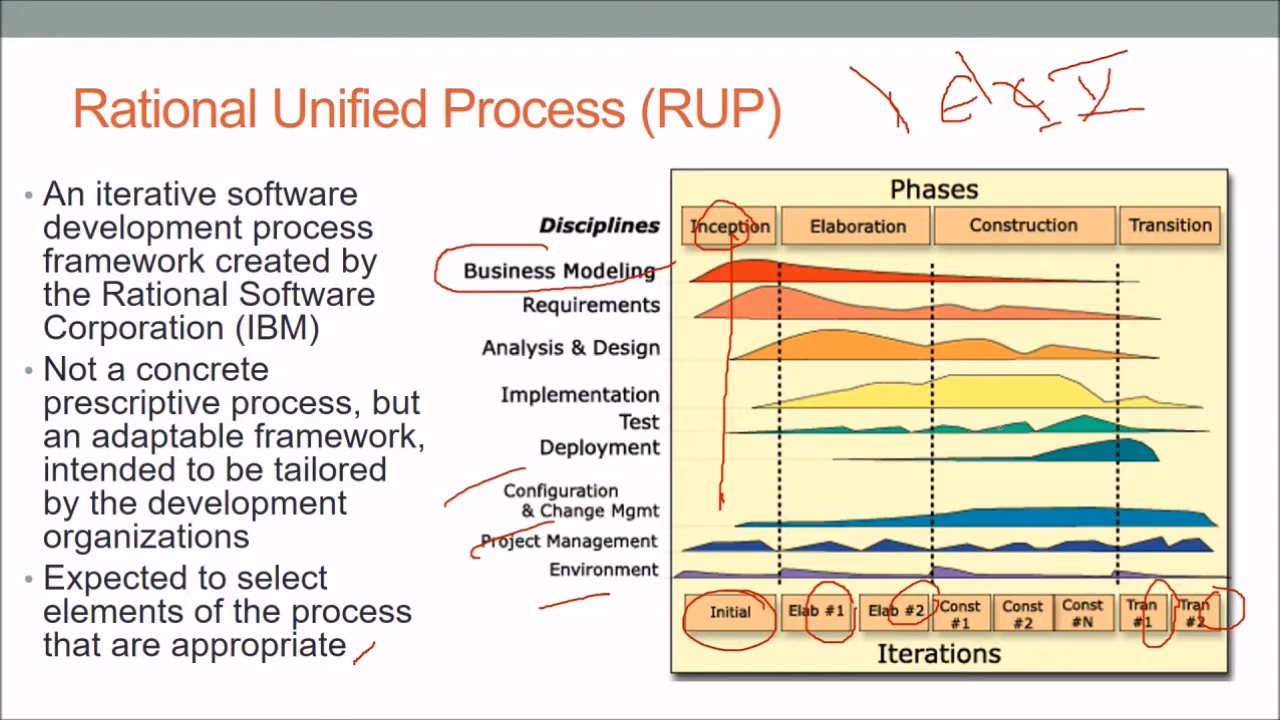 Rational Unified Process (RUP)
• An iterative software
development process
framework created by
the Rational Software
Corporation (IBM)
• Not a concrete
prescriptive process, but
an adaptable framework,
intended to be tailored
by the development
organizations
• Expected to select
elements of the process
that are appropriate
Phases
Disciplines
Inception Elaboration Construction Transition
Business Modeling
Requirements
Analysis & Design
Implementation
Test
Deployment
Configuration
& Change Mgmt
Project Management
Environment
Initial Elab #1 Elab #2 Const #1 Const #2 Const #N Tran #1 Tran #2
Iterations